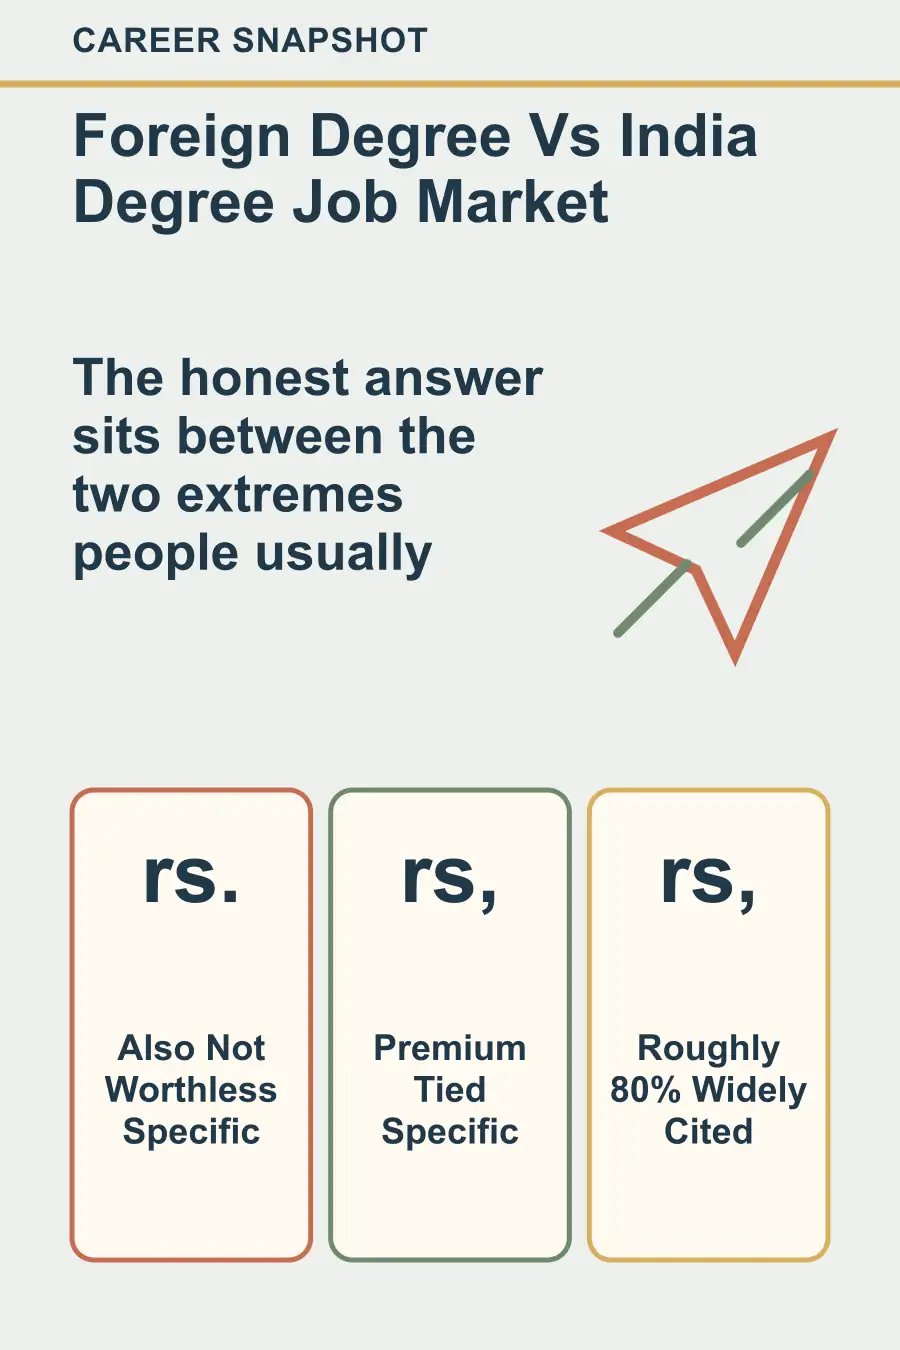 CAREER SNAPSHOT
Foreign Degree Vs India
Degree Job Market
The honest answer
sits between the
two extremes
people usually
rs.
Also Not
Worthless
Specific
rs,
Premium
Tied
Specific
rs,
Roughly
80% Widely
Cited